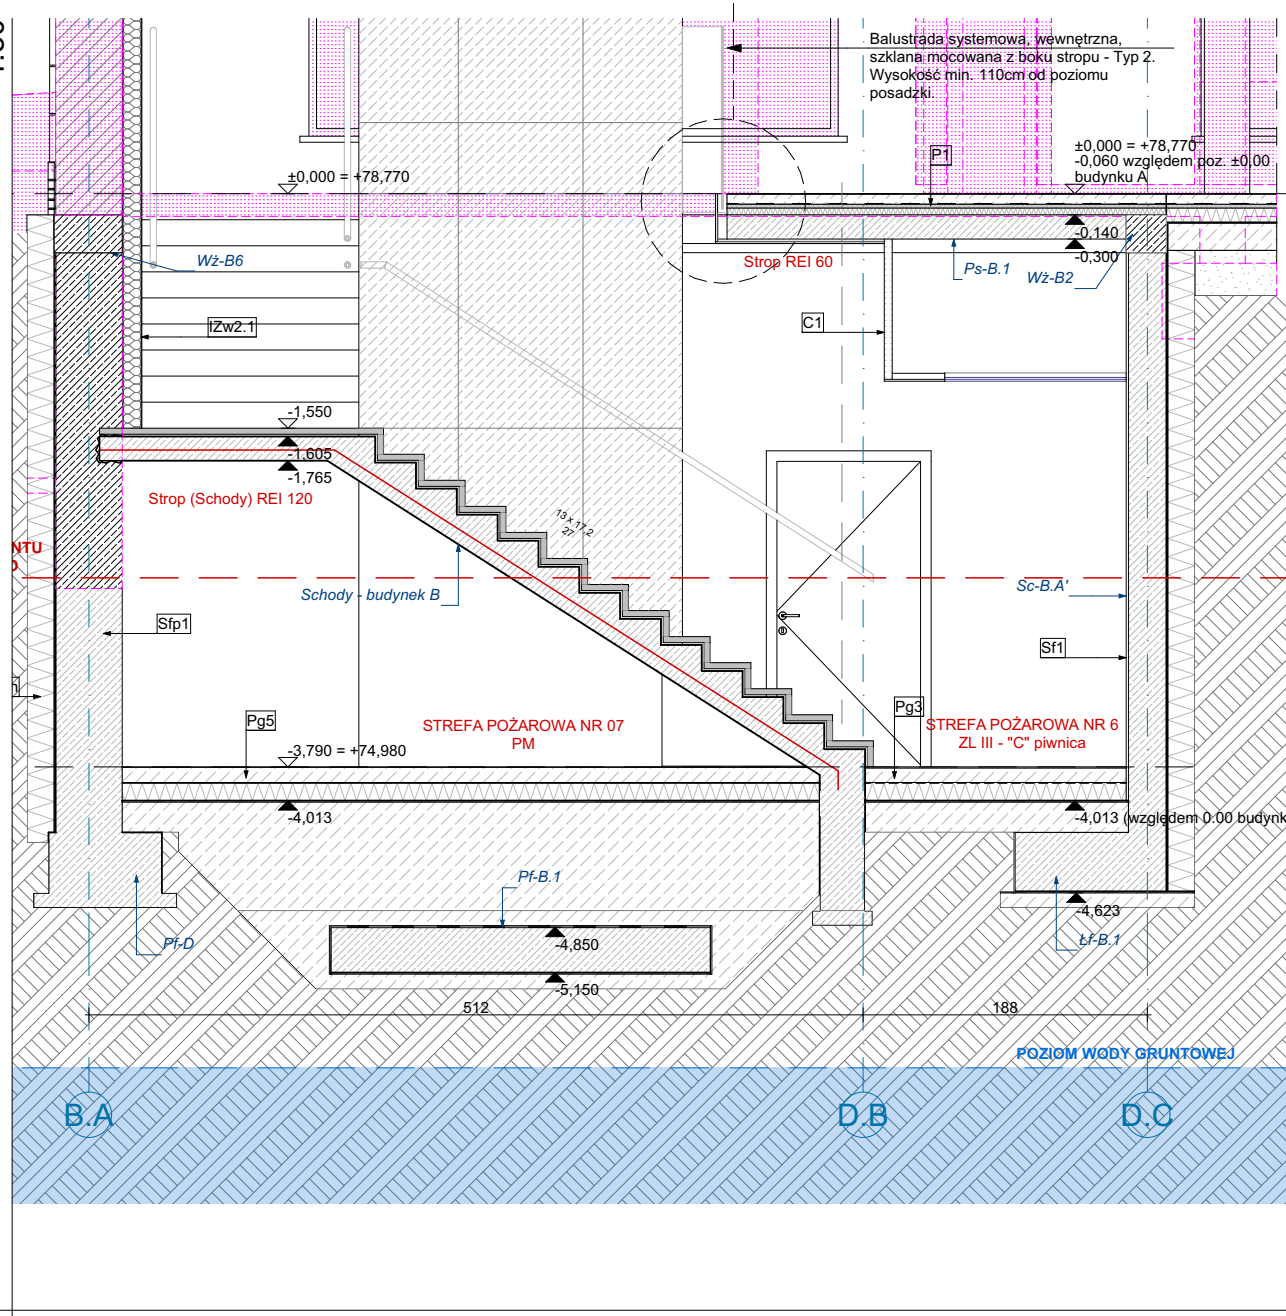 Balustrada systemowa, wewnętrzna,
szklana mocowana z boku stropu - Typ 2.
Wysokość min. 110cm od poziomu
posadzki.
±0,000 = +78,770
-0,060 względem poz. ±0,00
budynku A
P1
±0,000 = +78,770
-0,140
-0,300
Wż-B6
Strop REI 60
Ps-B.1
Wż-B2
IZw2.1
C1
-1,550
-1,605
-1,765
Strop (Schody) REI 120
13 x 17,2
27
NTU
Schody - budynek B
Sc-B.A'
Sfp1
Sf1
Pg5
Pg3
STREFA POŻAROWA NR 07
PM
STREFA POŻAROWA NR 6
ZL III - "C" piwnica
-3,790 = +74,980
-4,013
-4,013 (względem 0.00 budynk
Pf-B.1
-4,623
Pf-D
-4,850
Łf-B.1
-5,150
512
188
POZIOM WODY GRUNTOWEJ
B.A
D.B
D.C